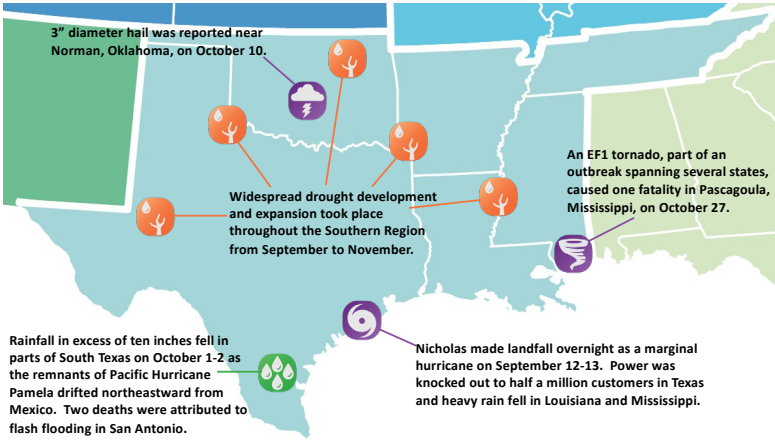 3” diameter hail was reported near
Norman, Oklahoma, on October 10.
An EF1 tornado, part of an
outbreak spanning several states,
caused one fatality in Pascagoula,
Mississippi, on October 27.
Widespread drought development
and expansion took place
throughout the Southern Region
from September to November.
Rainfall in excess of ten inches fell in
parts of South Texas on October 1-2 as
the remnants of Pacific Hurricane
Pamela drifted northeastward from
Mexico.  Two deaths were attributed to
flash flooding in San Antonio.
Nicholas made landfall overnight as a marginal
hurricane on September 12-13.  Power was
knocked out to half a million customers in Texas
and heavy rain fell in Louisiana and Mississippi.